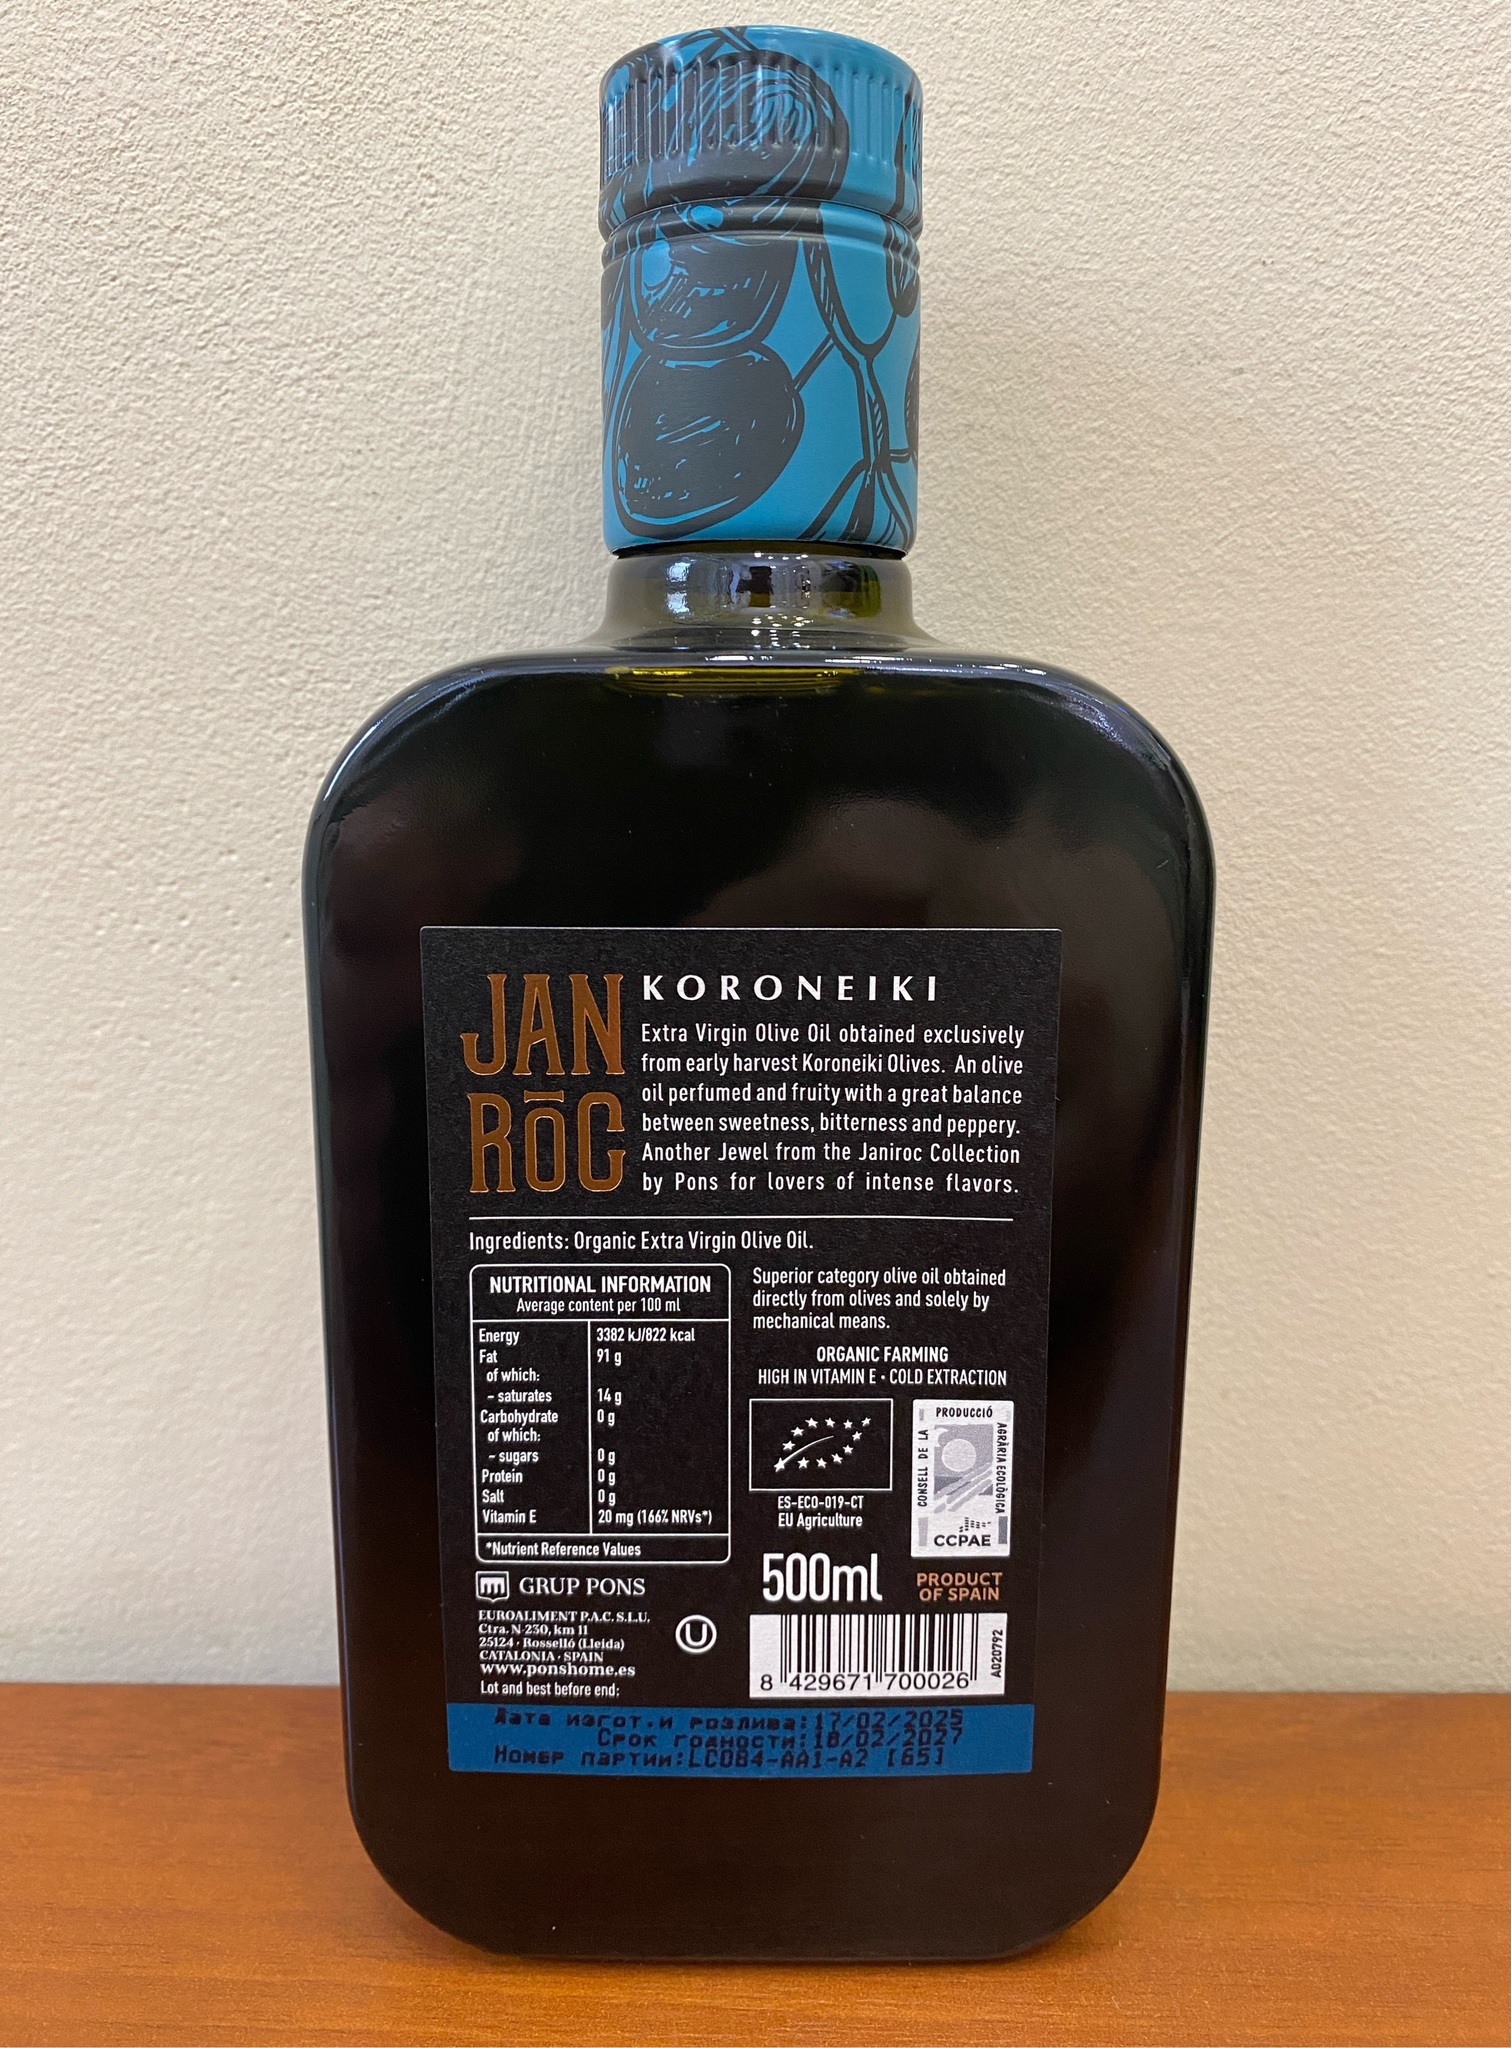 JAN
RōC
KORONEIKI
Extra Virgin Olive Oil obtained exclusively
from early harvest Koroneiki Olives. An olive
oil perfumed and fruity with a great balance
between sweetness, bitterness and peppery.
Another Jewel from the Janiroc Collection
by Pons for lovers of intense flavors.
Ingredients: Organic Extra Virgin Olive Oil.
NUTRITIONAL INFORMATION
Average content per 100 ml
Energy 3382 kJ/822 kcal
Fat 91 g
of which:
- saturates 14 g
Carbohydrate 0 g
of which:
- sugars 0 g
Protein 0 g
Salt 0 g
Vitamin E 20 mg (166% NRVs*)
*Nutrient Reference Values
Superior category olive oil obtained
directly from olives and solely by
mechanical means.
ORGANIC FARMING
HIGH IN VITAMIN E · COLD EXTRACTION
ES-ECO-019-CT
EU Agriculture
CONSELL DE LA
PRODUCCIÓ
AGRÀRIA ECOLÒGICA
CCPAE
500ml
PRODUCT
OF SPAIN
GRUP PONS
EUROALIMENT P.A.C. S.L.U.
Ctra. N-230, km 11
25124 · Rosselló (Lleida)
CATALONIA · SPAIN
www.ponshome.es
Lot and best before end:
U
8 429671 700026
A020792
Дата изгот.и розлива:17/02/2025
Срок годности:18/02/2027
Номер партии:LC084-AA1-A2 [65]